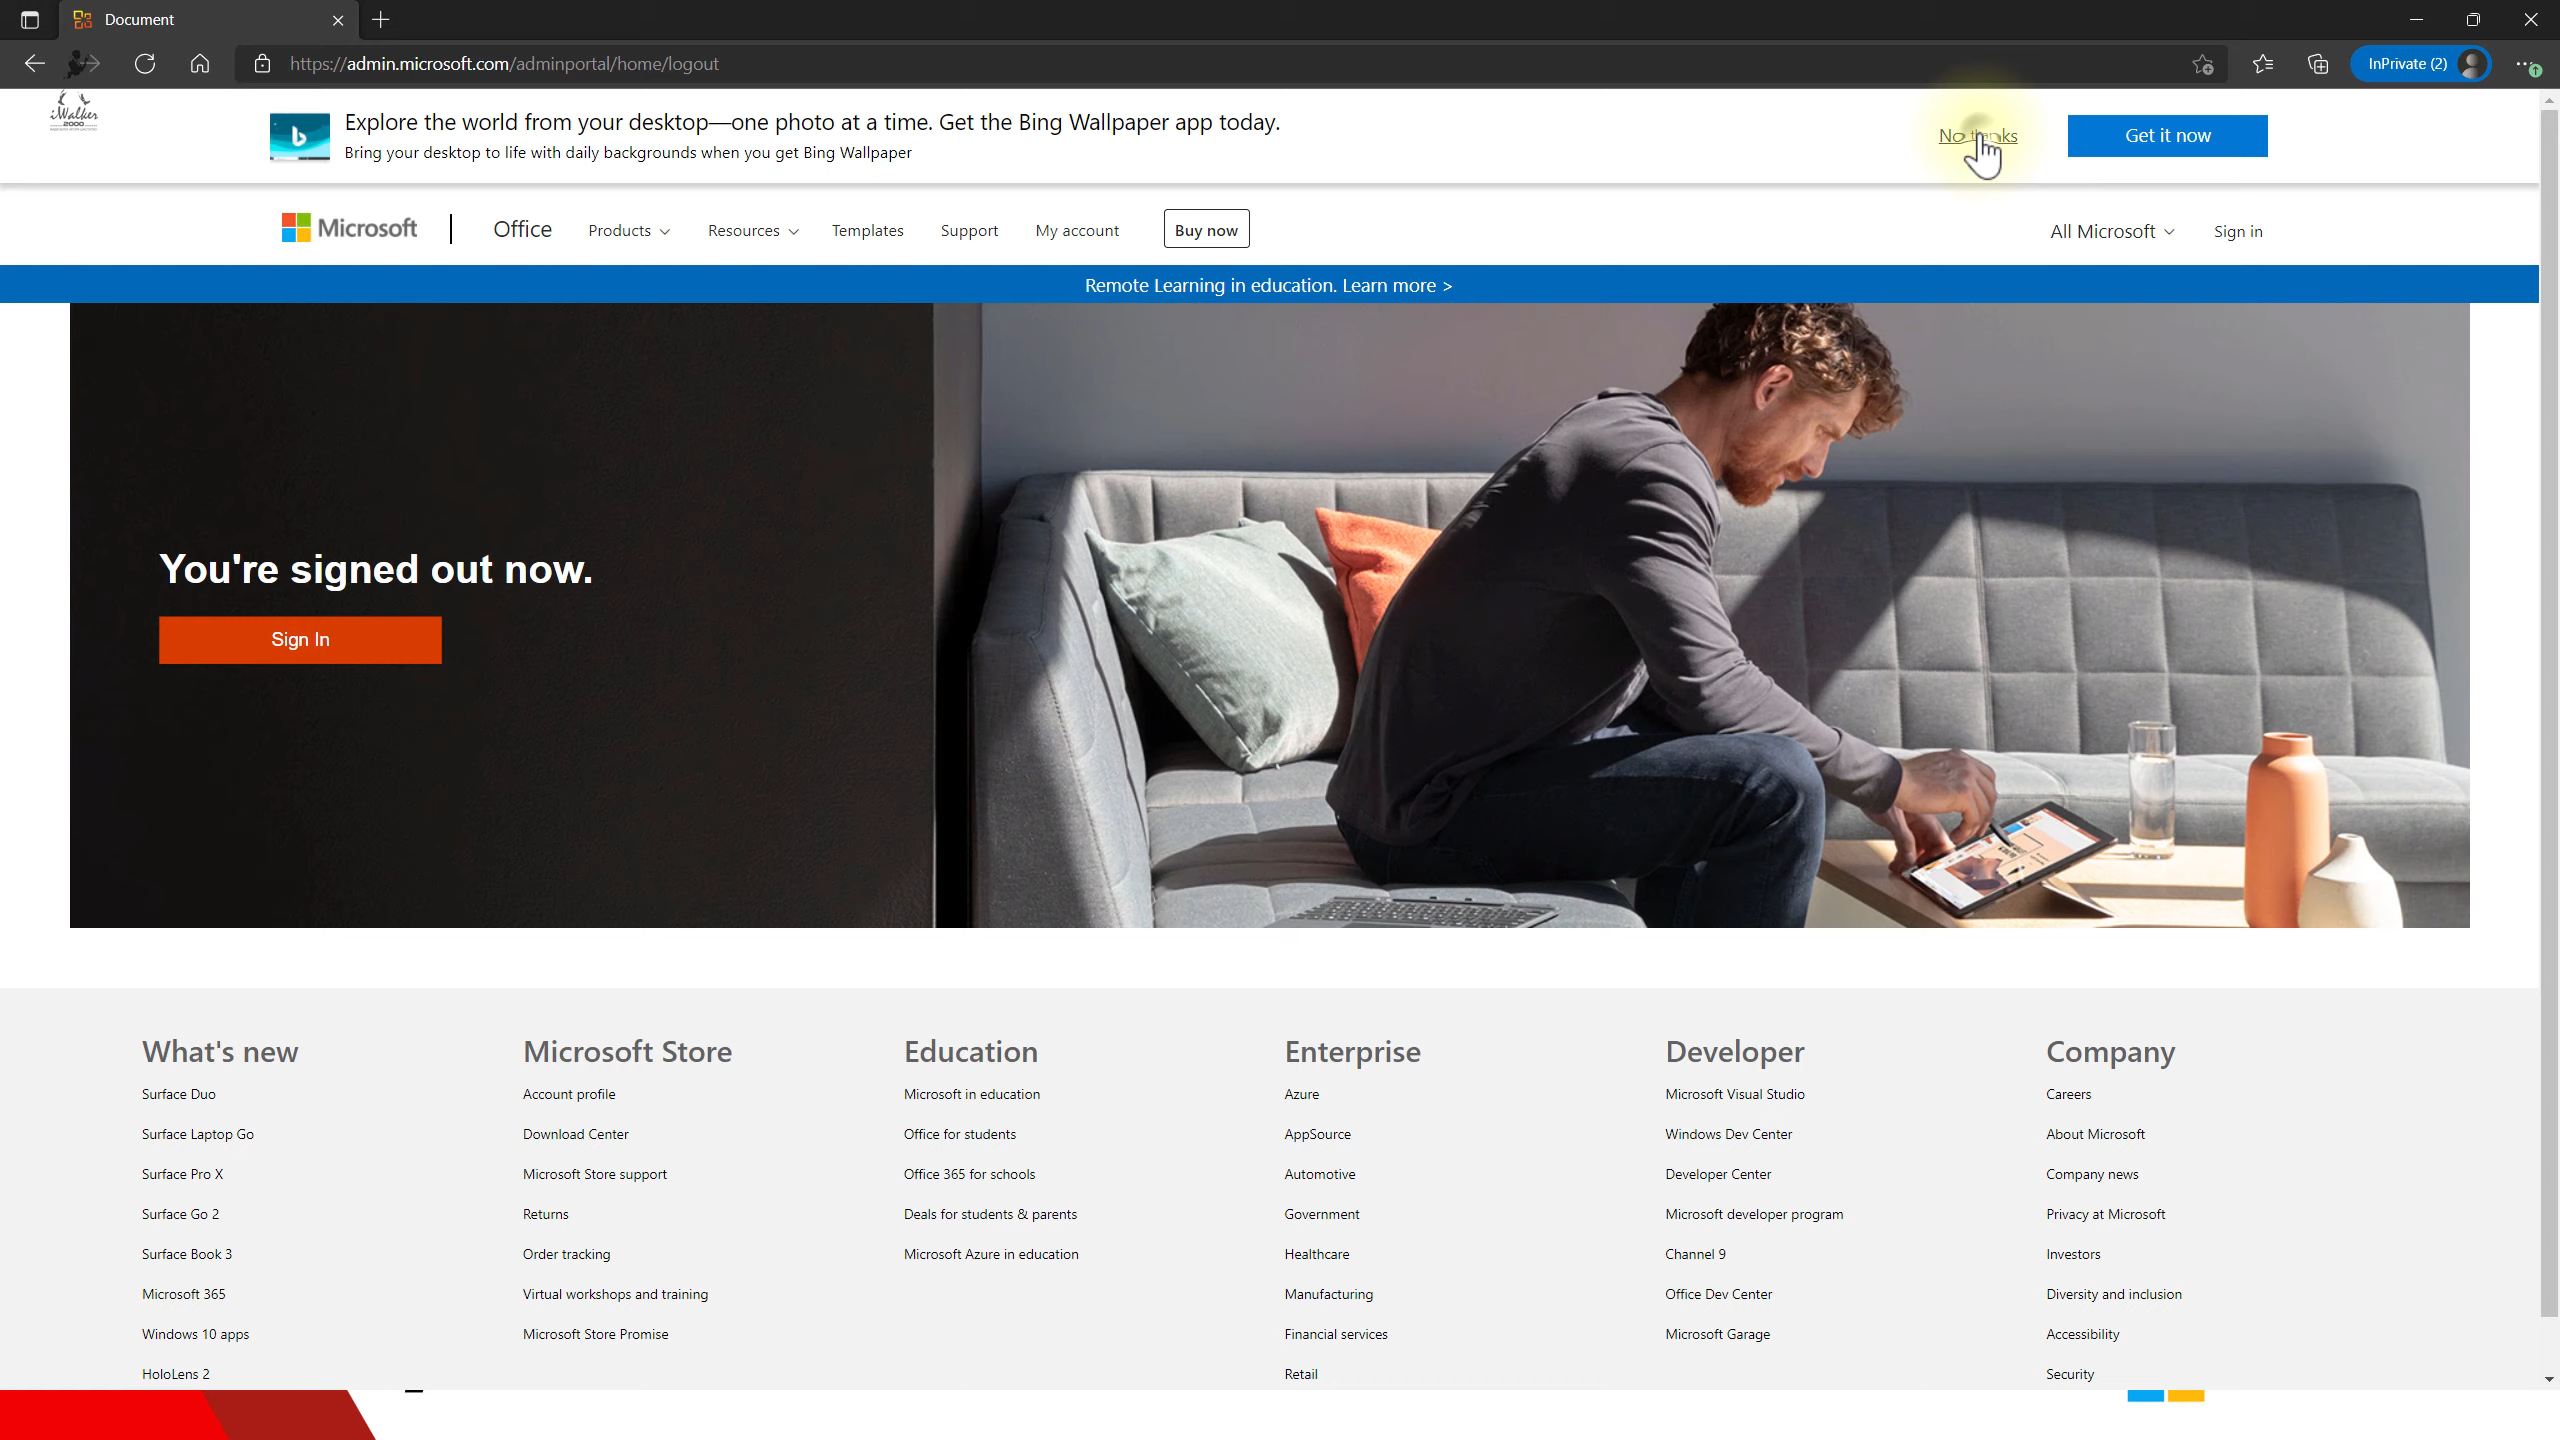 Document
https://admin.microsoft.com/adminportal/home/logout
InPrivate (2)
iWalker
2000
Explore the world from your desktop—one photo at a time. Get the Bing Wallpaper app today.
Bring your desktop to life with daily backgrounds when you get Bing Wallpaper
No thanks
Get it now
Microsoft
Office
Products
Resources
Templates
Support
My account
Buy now
All Microsoft
Sign in
Remote Learning in education. Learn more >
You're signed out now.
Sign In
What's new
Surface Duo
Surface Laptop Go
Surface Pro X
Surface Go 2
Surface Book 3
Microsoft 365
Windows 10 apps
HoloLens 2
Microsoft Store
Account profile
Download Center
Microsoft Store support
Returns
Order tracking
Virtual workshops and training
Microsoft Store Promise
Education
Microsoft in education
Office for students
Office 365 for schools
Deals for students & parents
Microsoft Azure in education
Enterprise
Azure
AppSource
Automotive
Government
Healthcare
Manufacturing
Financial services
Retail
Developer
Microsoft Visual Studio
Windows Dev Center
Developer Center
Microsoft developer program
Channel 9
Office Dev Center
Microsoft Garage
Company
Careers
About Microsoft
Company news
Privacy at Microsoft
Investors
Diversity and inclusion
Accessibility
Security